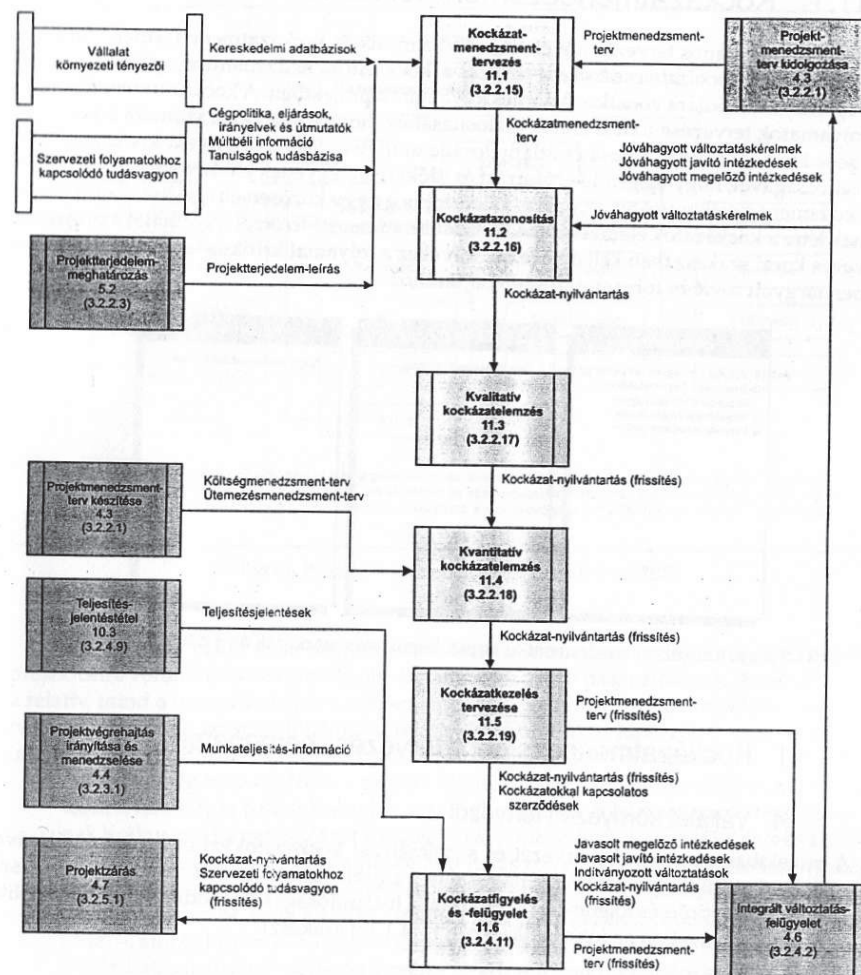 Vállalat
környezeti tényezői
Kereskedelmi adatbázisok
Kockázat-
menedzsment-
tervezés
11.1
(3.2.2.15)
Projektmenedzsment-
terv
Projekt-
menedzsment-
terv kidolgozása
4.3
(3.2.2.1)
Szervezeti folyamatokhoz
kapcsolódó tudásvagyon
Cégpolitika, eljárások,
irányelvek és útmutatók
Múltbéli információ
Tanulságok tudásbázisa
Kockázatmenedzsment-
terv
Jóváhagyott változtatáskérelmek
Jóváhagyott javító intézkedések
Jóváhagyott megelőző intézkedések
Kockázatazonosítás
11.2
(3.2.2.16)
Jóváhagyott változtatáskérelmek
Projektterjedelem-
meghatározás
5.2
(3.2.2.3)
Projektterjedelem-leírás
Kockázat-nyilvántartás
Kvalitatív
kockázatelemzés
11.3
(3.2.2.17)
Kockázat-nyilvántartás (frissítés)
Projektmenedzsment-
terv készítése
4.3
(3.2.2.1)
Költségmenedzsment-terv
Ütemezésmenedzsment-terv
Kvantitatív
kockázatelemzés
11.4
(3.2.2.18)
Kockázat-nyilvántartás (frissítés)
Teljesítés-
jelentéstétel
10.3
(3.2.4.9)
Teljesítésjelentések
Kockázatkezelés
tervezése
11.5
(3.2.2.19)
Projektmenedzsment-
terv (frissítés)
Projektvégrehajtás
irányítása és
menedzselése
4.4
(3.2.3.1)
Munkateljesítés-információ
Kockázat-nyilvántartás (frissítés)
Kockázatokkal kapcsolatos
szerződések
Projektzárás
4.7
(3.2.5.1)
Kockázat-nyilvántartás
Szervezeti folyamatokhoz
kapcsolódó tudásvagyon
(frissítés)
Kockázatfigyelés
és -felügyelet
11.6
(3.2.4.11)
Javasolt megelőző intézkedések
Javasolt javító intézkedések
Indítványozott változtatások
Kockázat-nyilvántartás
(frissítés)
Projektmenedzsment-
terv (frissítés)
Integrált változtatás-
felügyelet
4.6
(3.2.4.2)